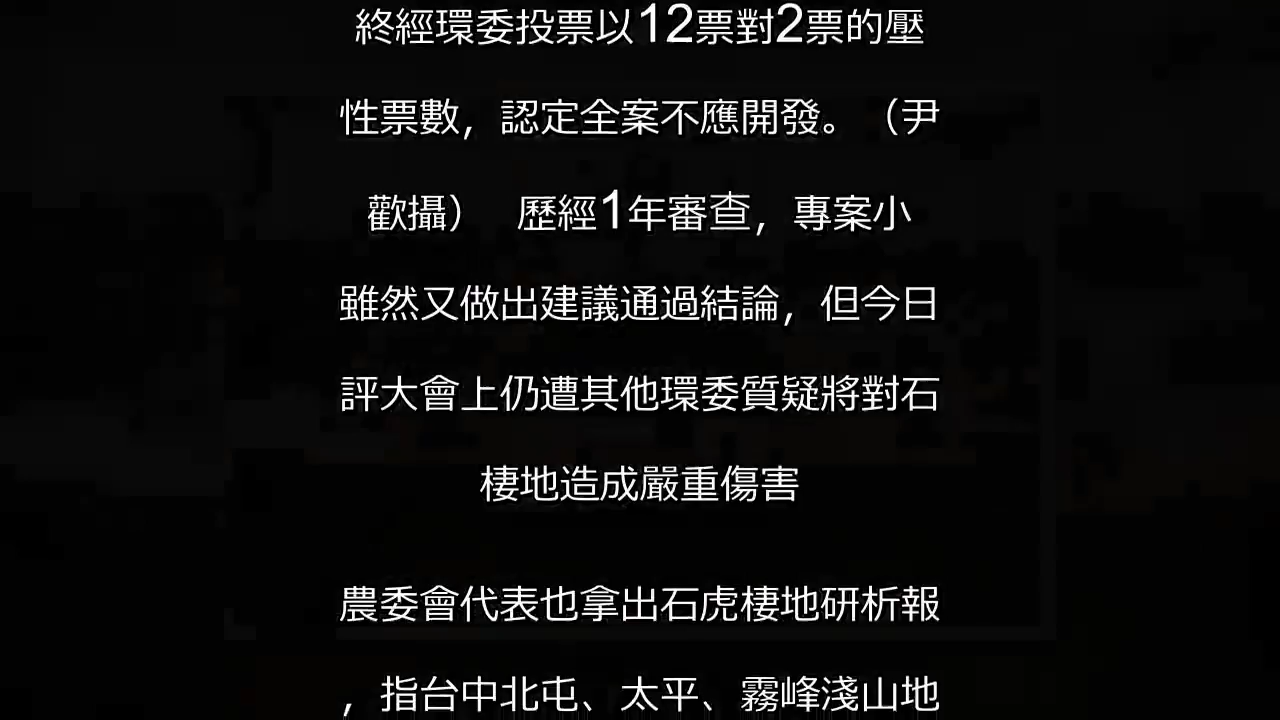 終經環委投票以12票對2票的壓
性票數，認定全案不應開發。（尹
歡攝） 歷經1年審查，專案小
雖然又做出建議通過結論，但今日
評大會上仍遭其他環委質疑將對石
棲地造成嚴重傷害
農委會代表也拿出石虎棲地研析報
，指台中北屯、太平、霧峰淺山地